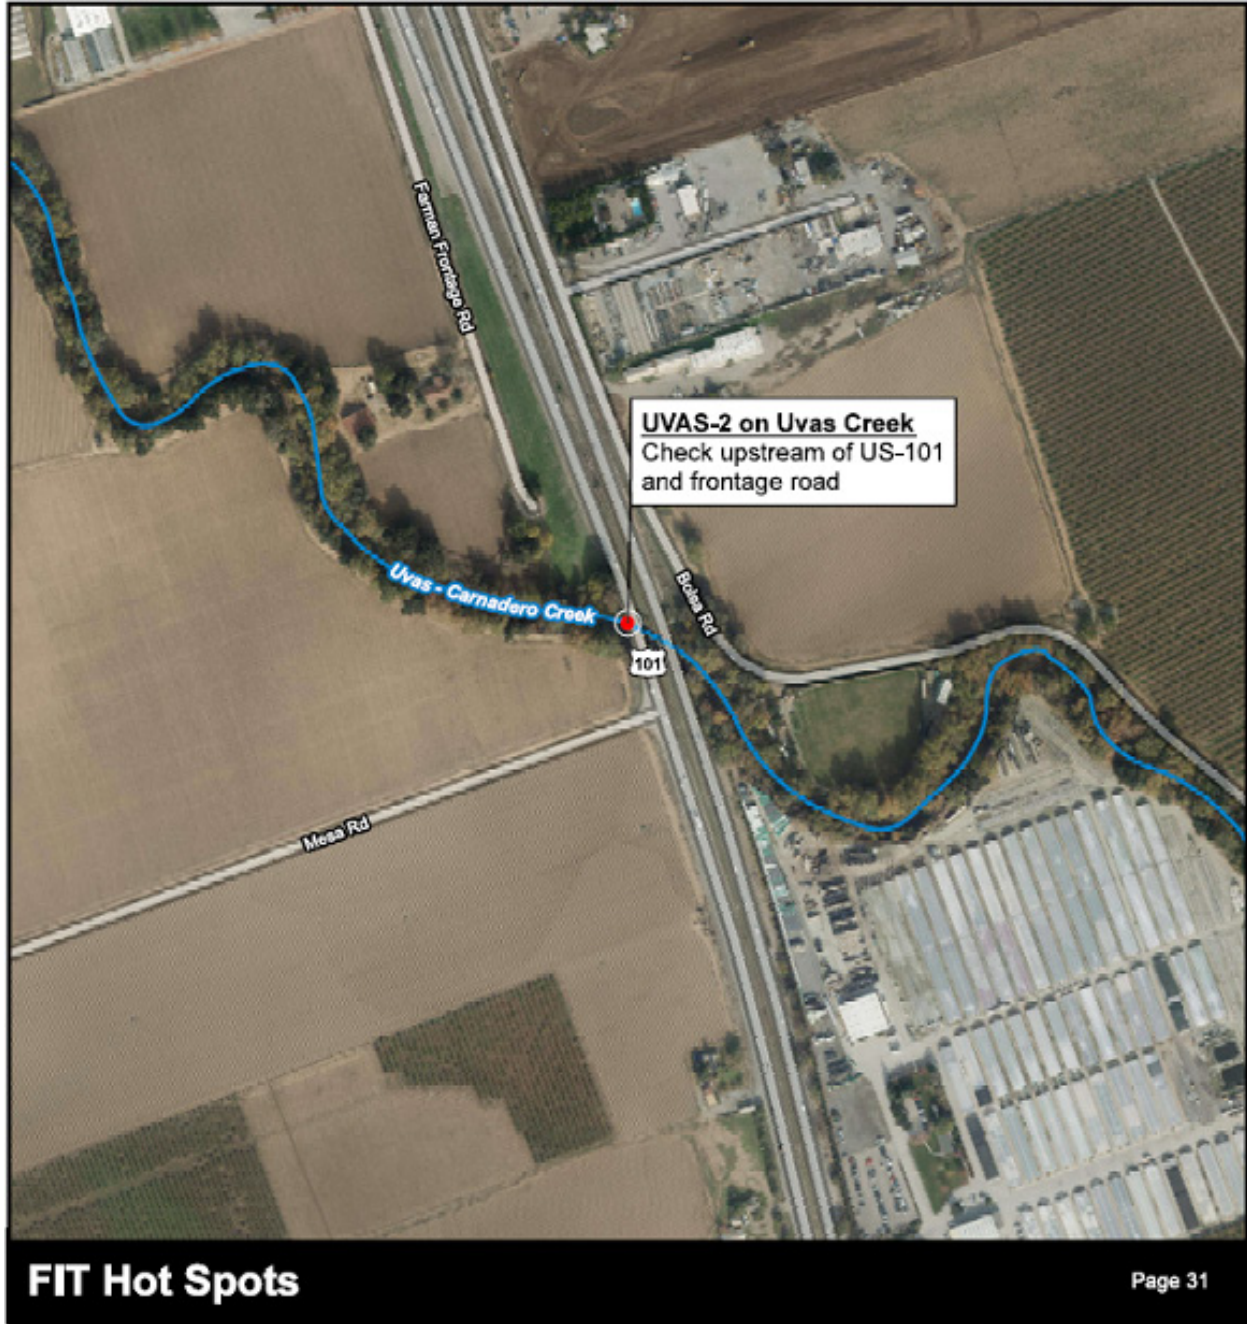 Farman Frontage Rd
UVAS-2 on Uvas Creek
Check upstream of US-101
and frontage road
Uvas - Carnadero Creek
Bolsa Rd
101
Mesa Rd
FIT Hot Spots
Page 31